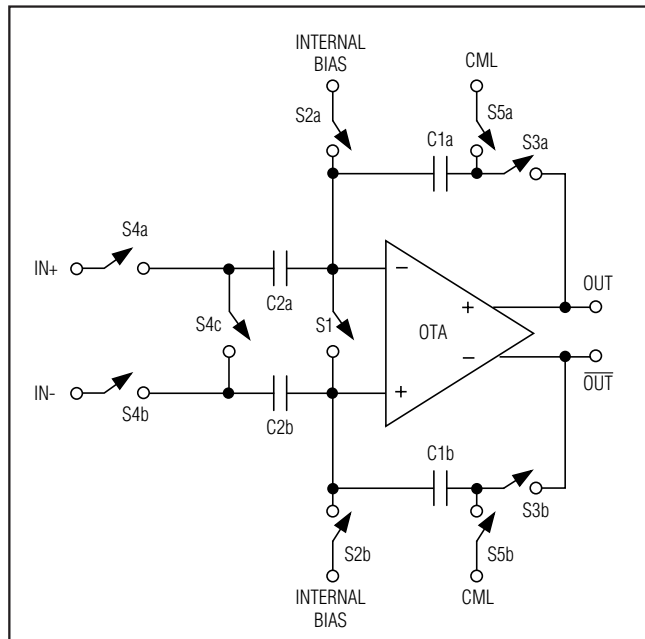 INTERNAL
BIAS
CML
S2a
S5a
C1a
S3a
S4a
IN+
C2a
S4c
S1
−
+
OTA
OUT
−
+
IN-
S4b
C2b
OUT
C1b
S3b
S2b
S5b
INTERNAL
BIAS
CML